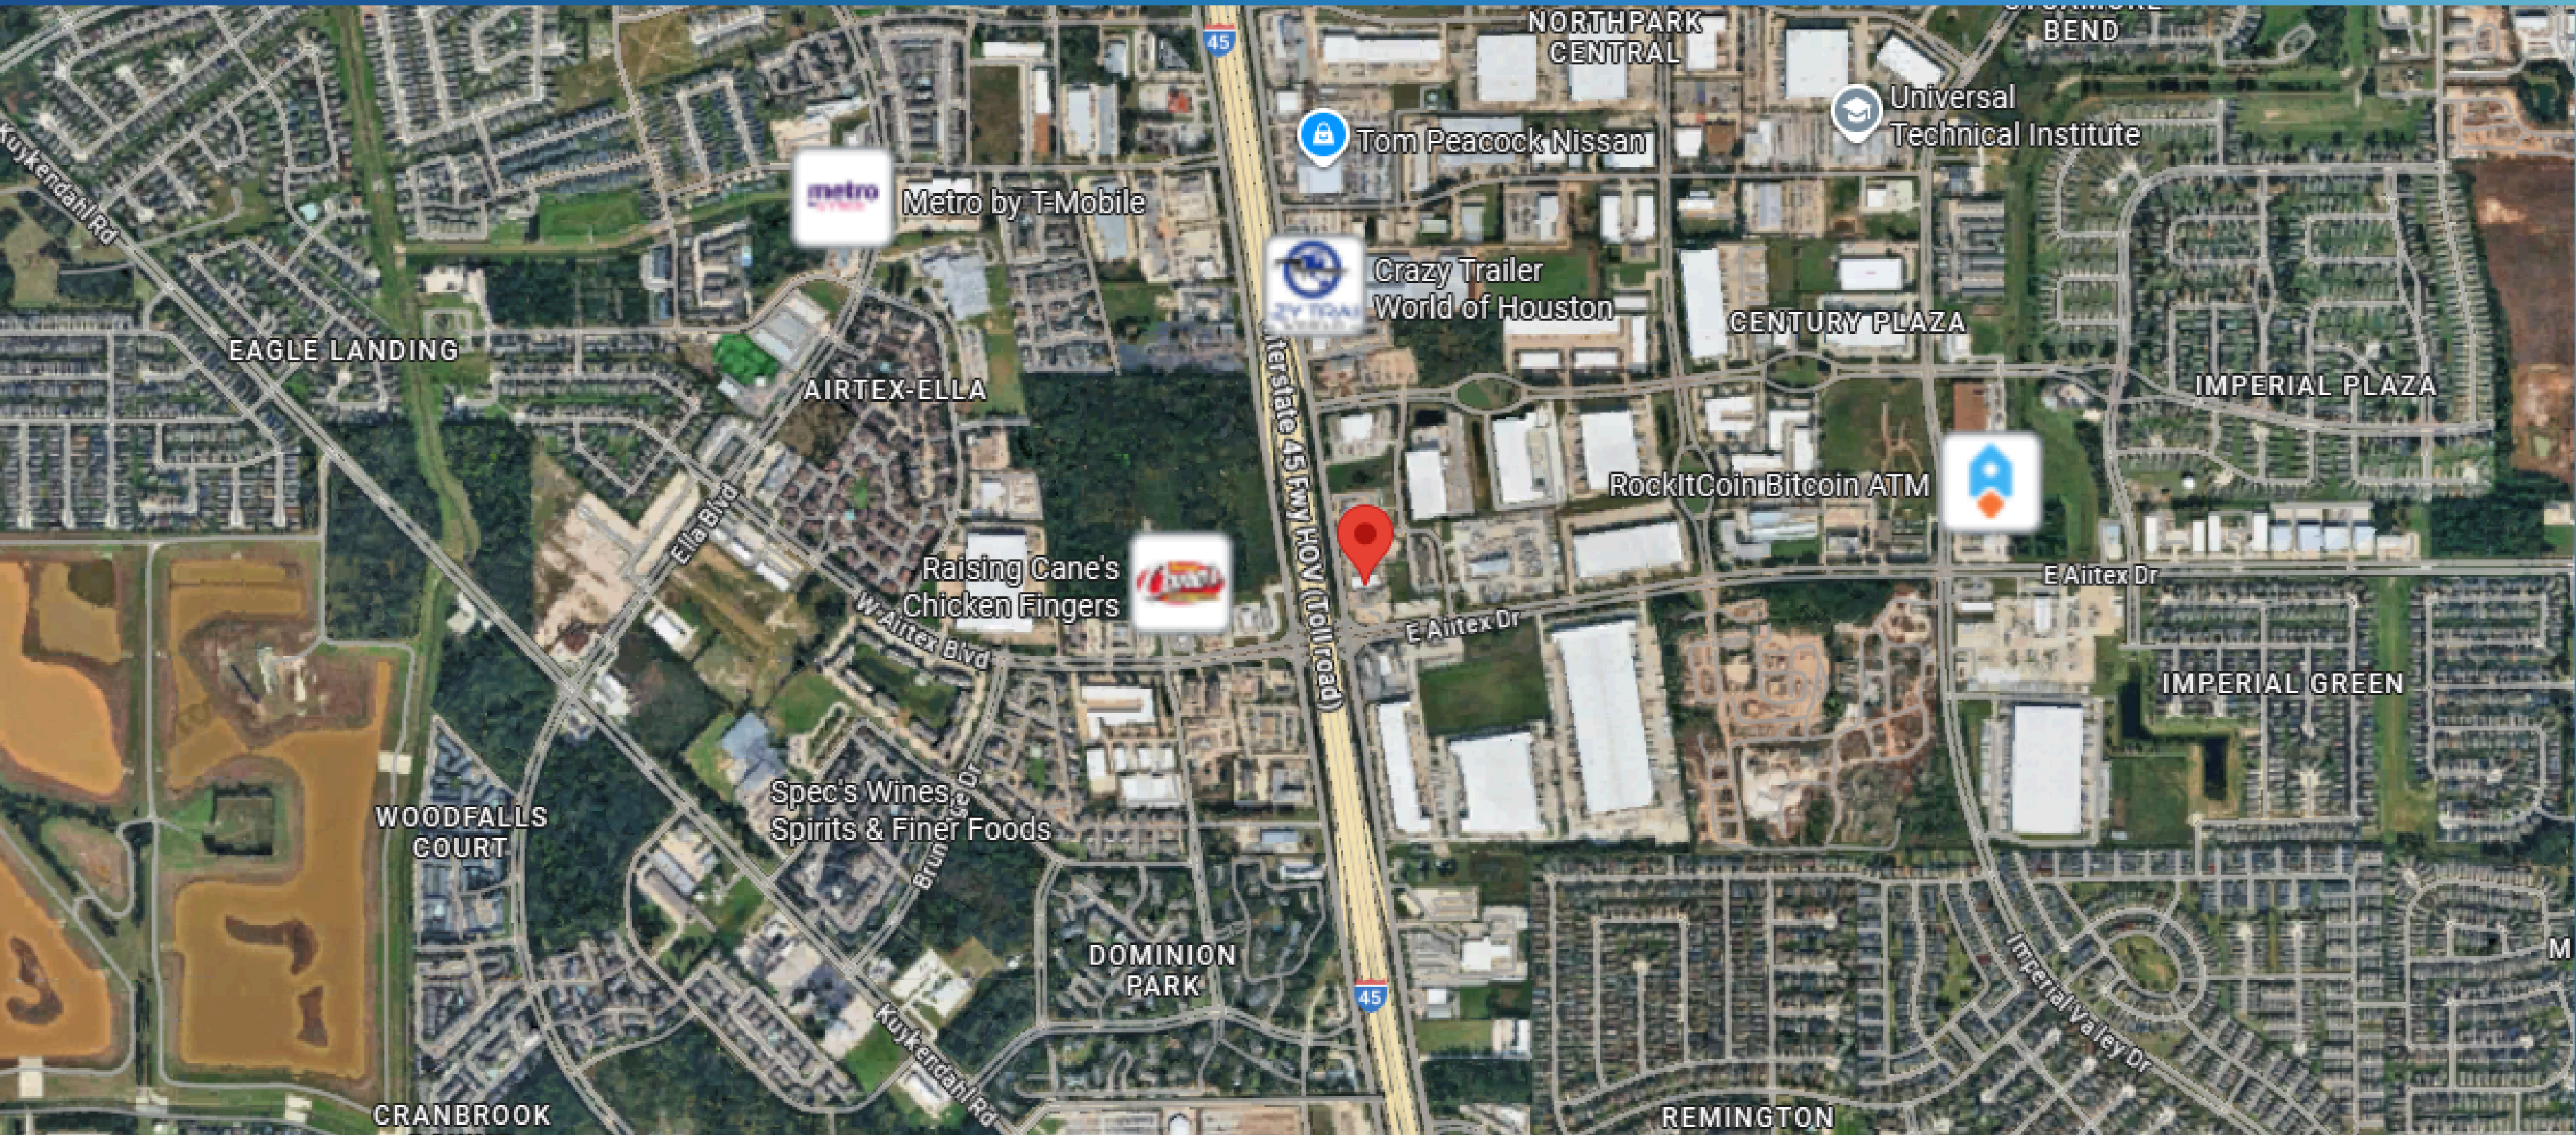 45
NORTHPARK
CENTRAL
BEND
Universal
Technical Institute
Tom Peacock Nissan
Kuykendahl Rd
metro
Metro by T-Mobile
Crazy Trailer
World of Houston
CENTURY PLAZA
EAGLE LANDING
AIRTEX-ELLA
IMPERIAL PLAZA
terstate 45 Fwy HOV (Toll road)
RockItCoin Bitcoin ATM
Ella Blvd
Raising Cane's
Chicken Fingers
W Airtex Blvd
E Airtex Dr
E Airtex Dr
IMPERIAL GREEN
Spec's Wines,
Spirits & Finer Foods
WOODFALLS
COURT
Brun
e Dr
DOMINION
PARK
45
Imperial Valley Dr
M
Kuykendahl Rd
CRANBROOK
REMINGTON